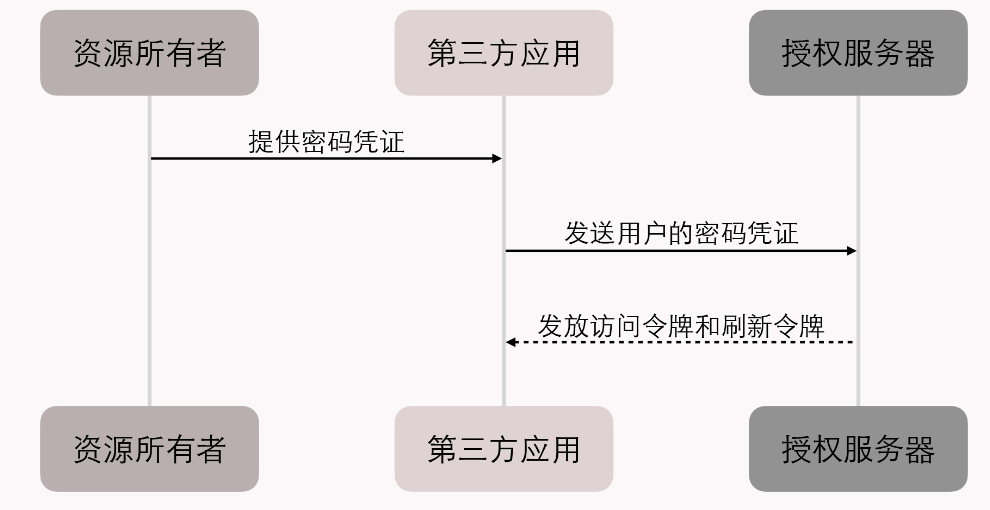 资源所有者
第三方应用
授权服务器
提供密码凭证
发送用户的密码凭证
发放访问令牌和刷新令牌
资源所有者
第三方应用
授权服务器